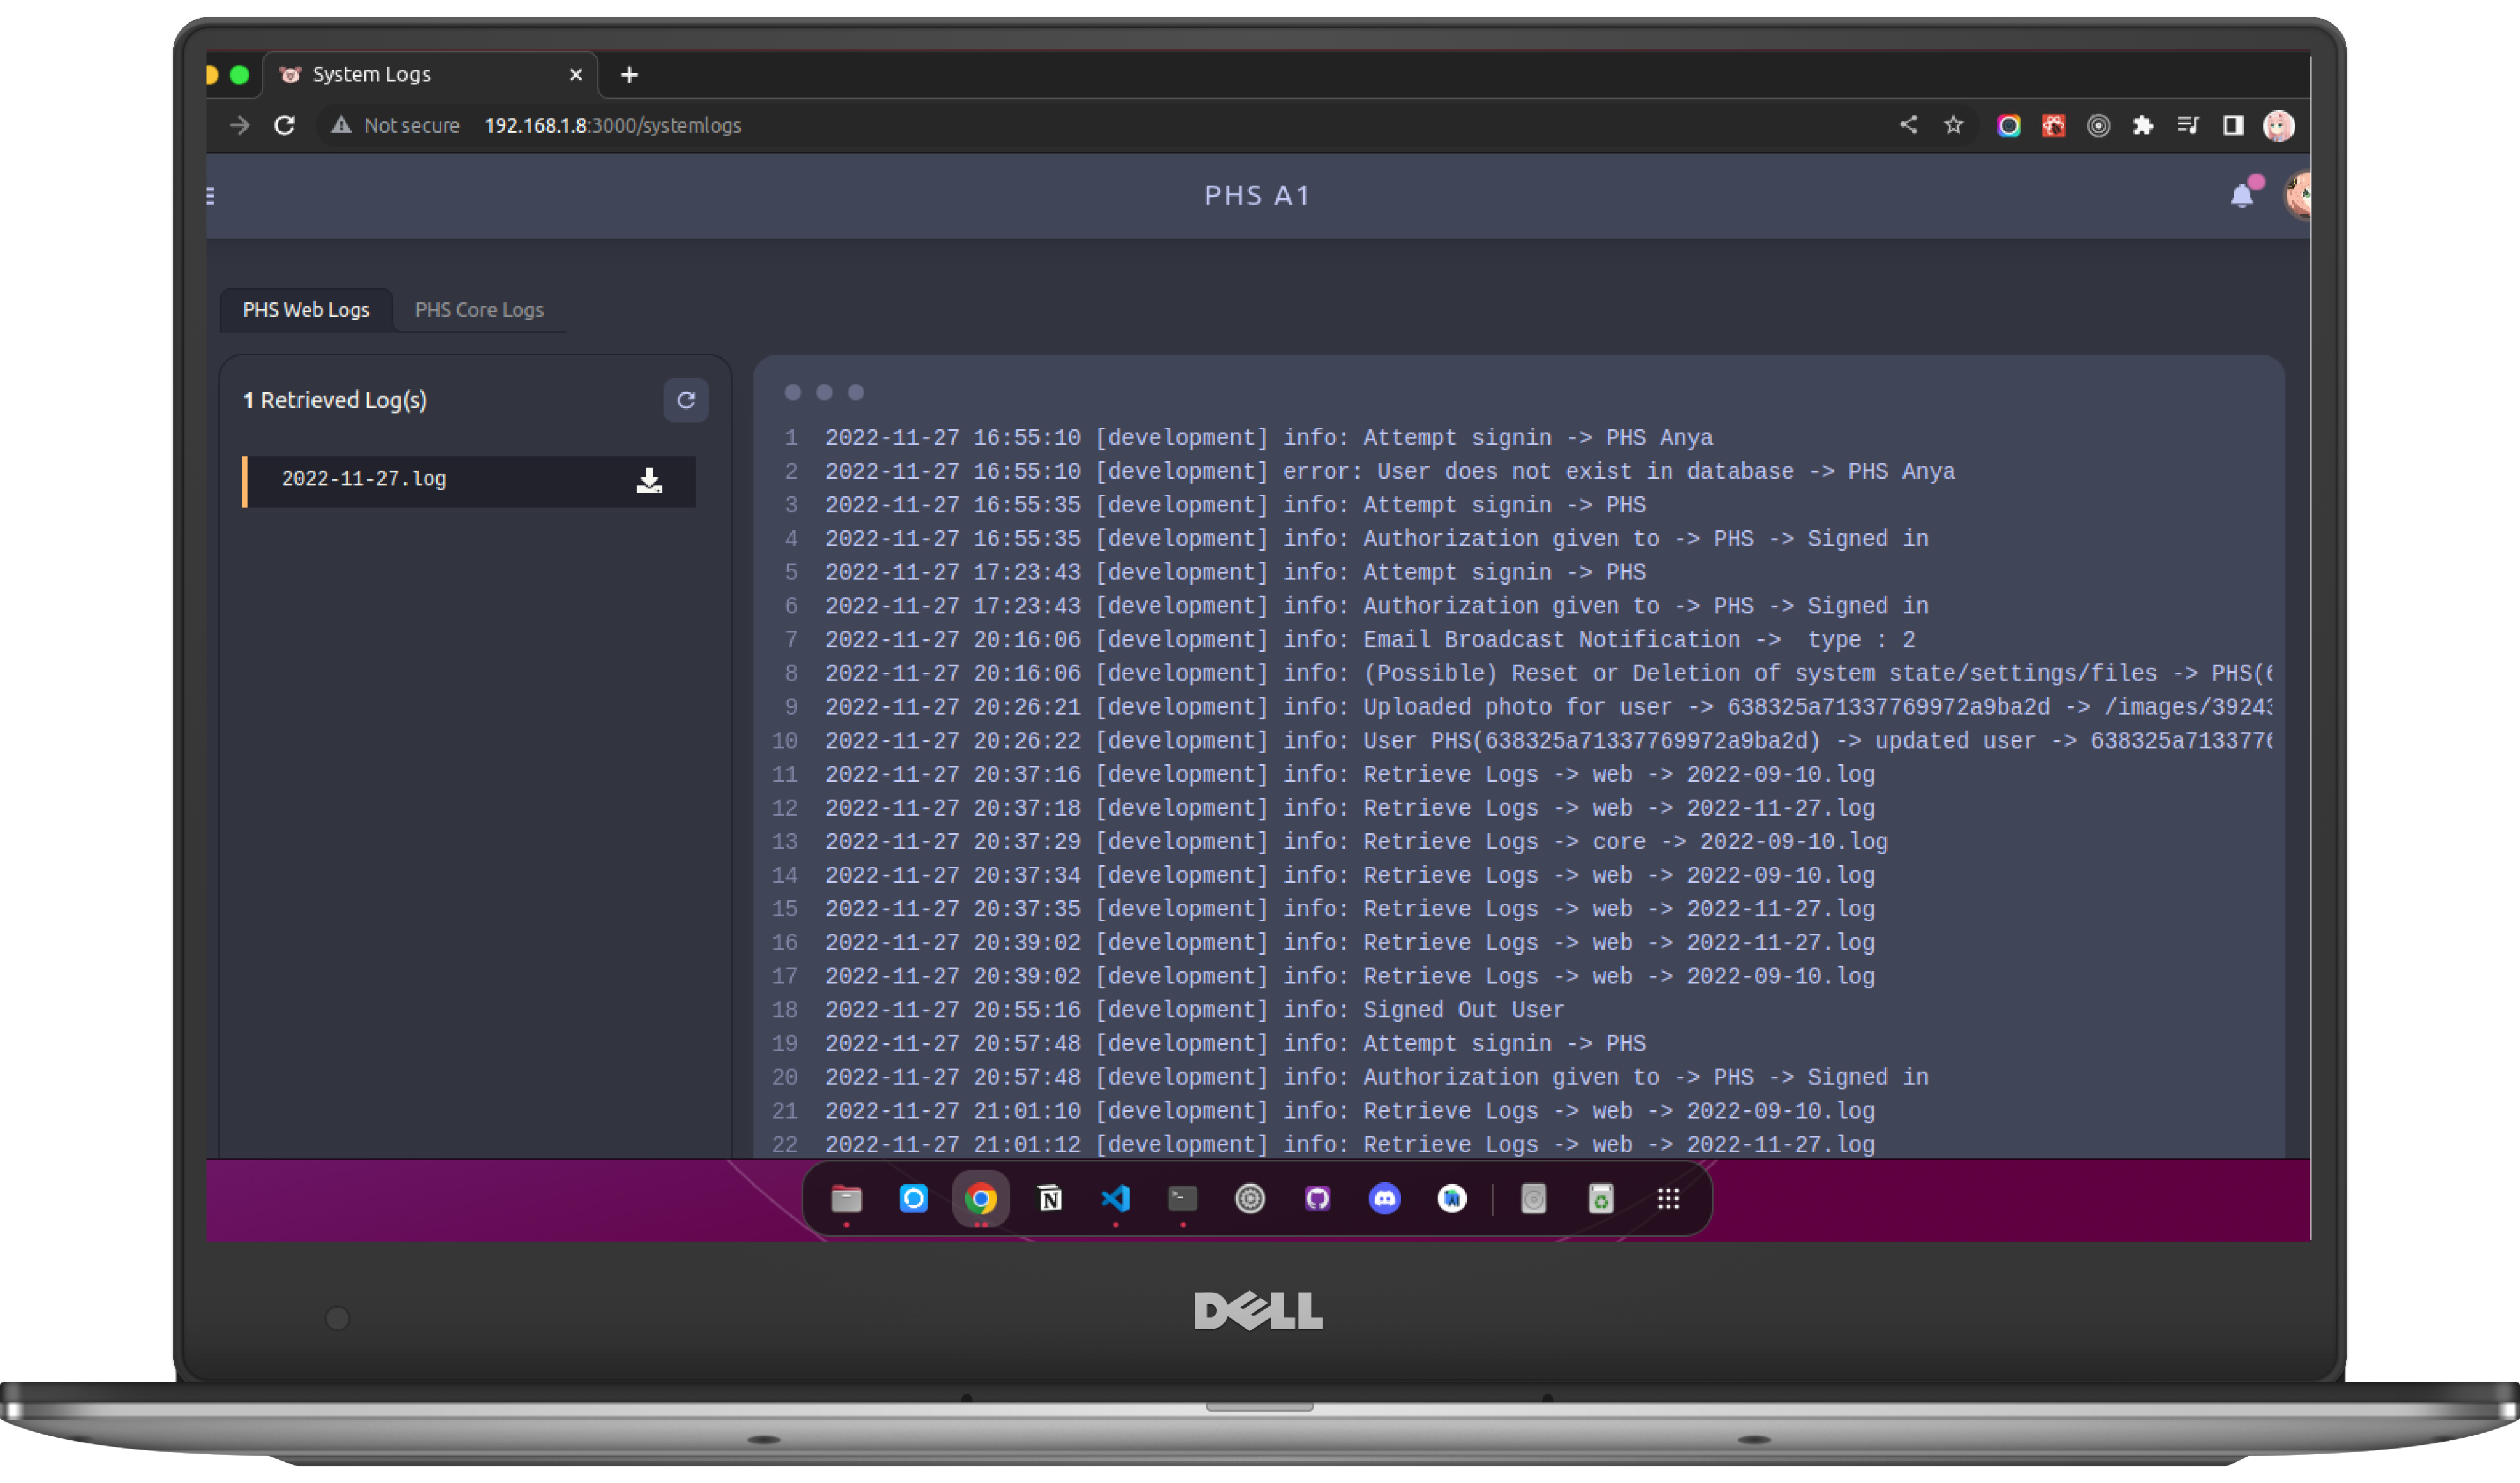 System Logs
Not secure 192.168.1.8:3000/systemlogs
PHS A1
PHS Web Logs PHS Core Logs
1 Retrieved Log(s)
2022-11-27.log
1 2022-11-27 16:55:10 [development] info: Attempt signin -> PHS Anya
2 2022-11-27 16:55:10 [development] error: User does not exist in database -> PHS Anya
3 2022-11-27 16:55:35 [development] info: Attempt signin -> PHS
4 2022-11-27 16:55:35 [development] info: Authorization given to -> PHS -> Signed in
5 2022-11-27 17:23:43 [development] info: Attempt signin -> PHS
6 2022-11-27 17:23:43 [development] info: Authorization given to -> PHS -> Signed in
7 2022-11-27 20:16:06 [development] info: Email Broadcast Notification ->  type : 2
8 2022-11-27 20:16:06 [development] info: (Possible) Reset or Deletion of system state/settings/files -> PHS(6
9 2022-11-27 20:26:21 [development] info: Uploaded photo for user -> 638325a71337769972a9ba2d -> /images/39243
10 2022-11-27 20:26:22 [development] info: User PHS(638325a71337769972a9ba2d) -> updated user -> 638325a7133776
11 2022-11-27 20:37:16 [development] info: Retrieve Logs -> web -> 2022-09-10.log
12 2022-11-27 20:37:18 [development] info: Retrieve Logs -> web -> 2022-11-27.log
13 2022-11-27 20:37:29 [development] info: Retrieve Logs -> core -> 2022-09-10.log
14 2022-11-27 20:37:34 [development] info: Retrieve Logs -> web -> 2022-09-10.log
15 2022-11-27 20:37:35 [development] info: Retrieve Logs -> web -> 2022-11-27.log
16 2022-11-27 20:39:02 [development] info: Retrieve Logs -> web -> 2022-11-27.log
17 2022-11-27 20:39:02 [development] info: Retrieve Logs -> web -> 2022-09-10.log
18 2022-11-27 20:55:16 [development] info: Signed Out User
19 2022-11-27 20:57:48 [development] info: Attempt signin -> PHS
20 2022-11-27 20:57:48 [development] info: Authorization given to -> PHS -> Signed in
21 2022-11-27 21:01:10 [development] info: Retrieve Logs -> web -> 2022-09-10.log
22 2022-11-27 21:01:12 [development] info: Retrieve Logs -> web -> 2022-11-27.log
DELL